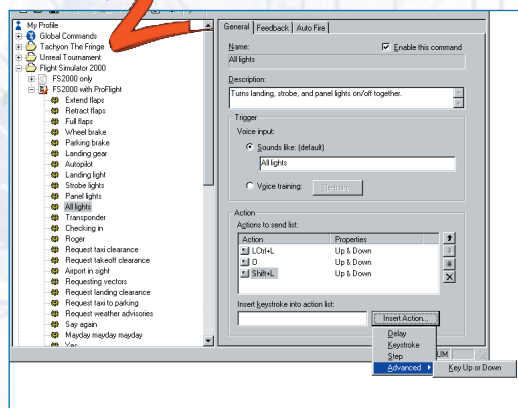 My Profile
Global Commands
Tachyon The Fringe
Unreal Tournament
Flight Simulator 2000
FS2000 only
FS2000 with ProFlight
Extend flaps
Retract flaps
Full flaps
Wheel brake
Parking brake
Landing gear
Autopilot
Landing light
Strobe lights
Panel lights
All lights
Transponder
Checking in
Roger
Request taxi clearance
Request takeoff clearance
Airport in sight
Requesting vectors
Request landing clearance
Request taxi to parking
Request weather advisories
Say again
Mayday mayday mayday
Yes
General Feedback Auto Fire
Name: Enable this command
All lights
Description:
Turns landing, strobe, and panel lights on/off together.
Trigger
Voice input:
Sounds like: (default)
All lights
Voice training: Retrain...
Action
Actions to send list:
Action Properties
LCtrl+L Up & Down
O Up & Down
Shift+L Up & Down
Insert keystroke into action list:
Insert Action...
Delay
Keystroke
Step
Advanced Key Up or Down
UM